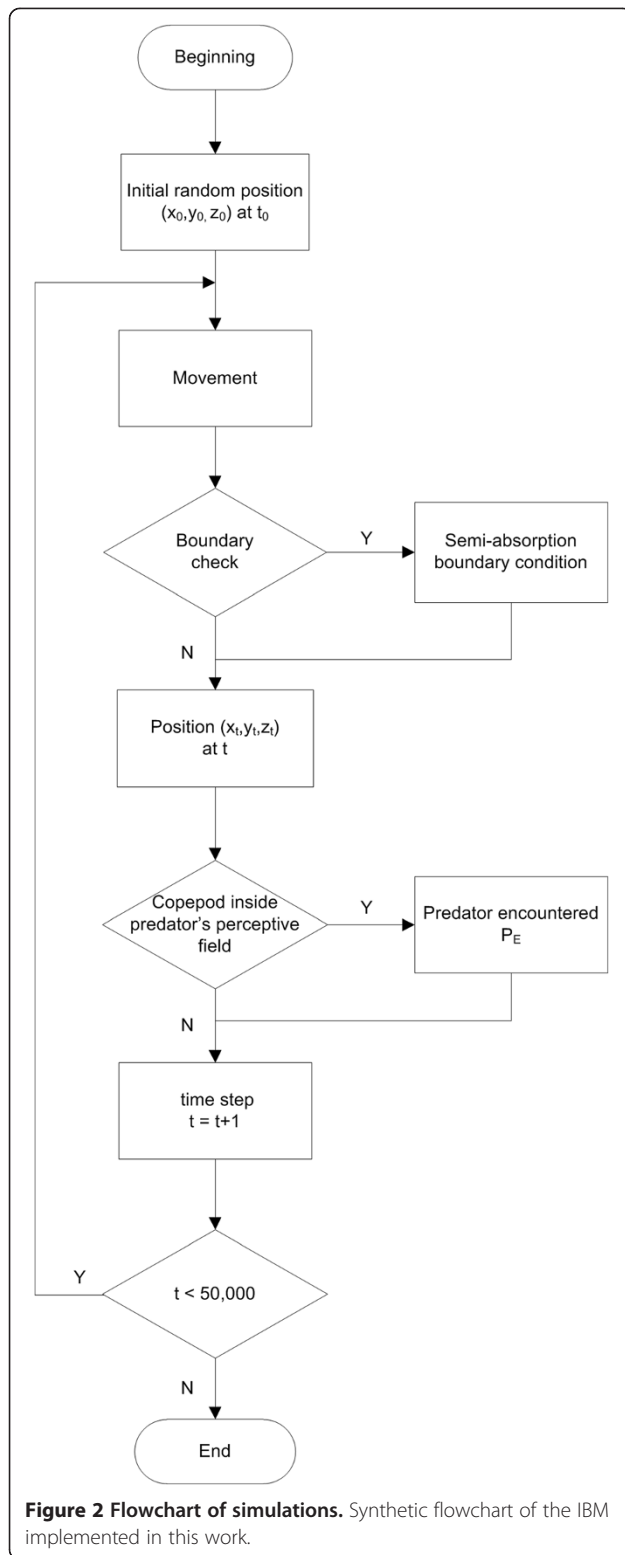 Beginning
Initial random position
(x₀,y₀, z₀) at t₀
Movement
Boundary
check
Y
Semi-absorption
boundary condition
N
Position (xₜ,yₜ,zₜ)
at t
Copepod inside
predator's perceptive
field
Y
Predator encountered
P_E
N
time step
t = t+1
Y
t < 50,000
N
End
Figure 2 Flowchart of simulations. Synthetic flowchart of the IBM
implemented in this work.